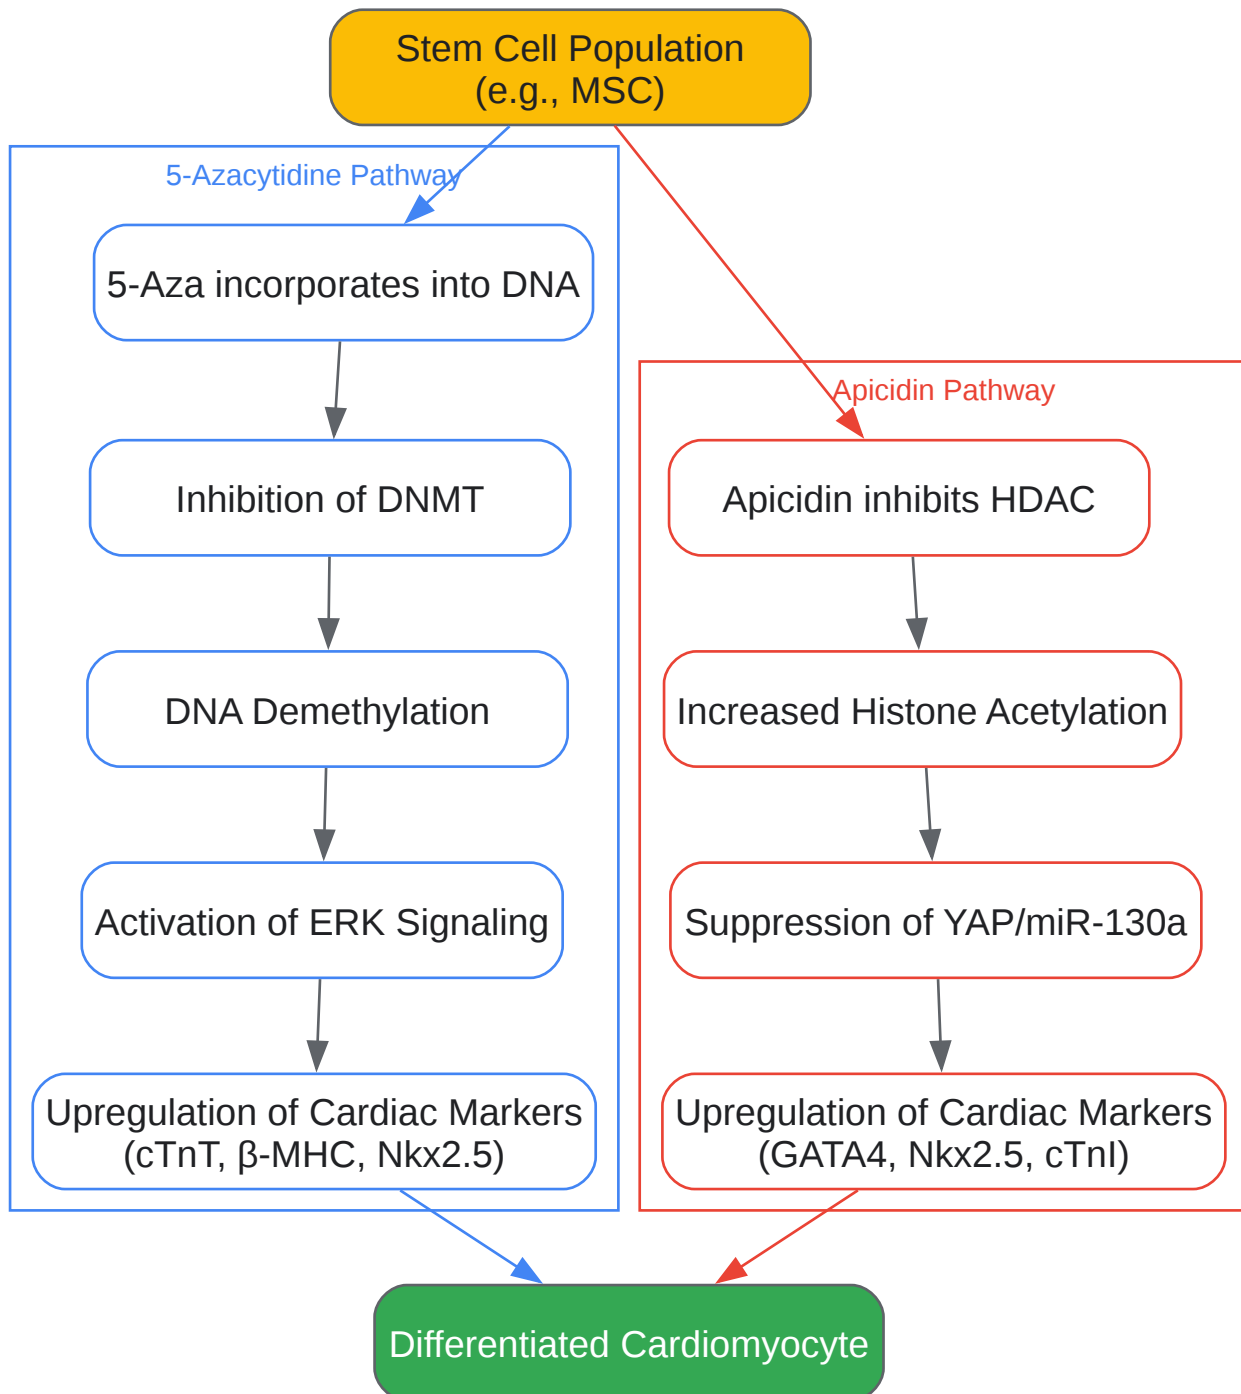 Stem Cell Population
(e.g., MSC)
5-Azacytidine Pathway
5-Aza incorporates into DNA
Inhibition of DNMT
DNA Demethylation
Activation of ERK Signaling
Upregulation of Cardiac Markers
(cTnT, β-MHC, Nkx2.5)
Apicidin Pathway
Apicidin inhibits HDAC
Increased Histone Acetylation
Suppression of YAP/miR-130a
Upregulation of Cardiac Markers
(GATA4, Nkx2.5, cTnI)
Differentiated Cardiomyocyte